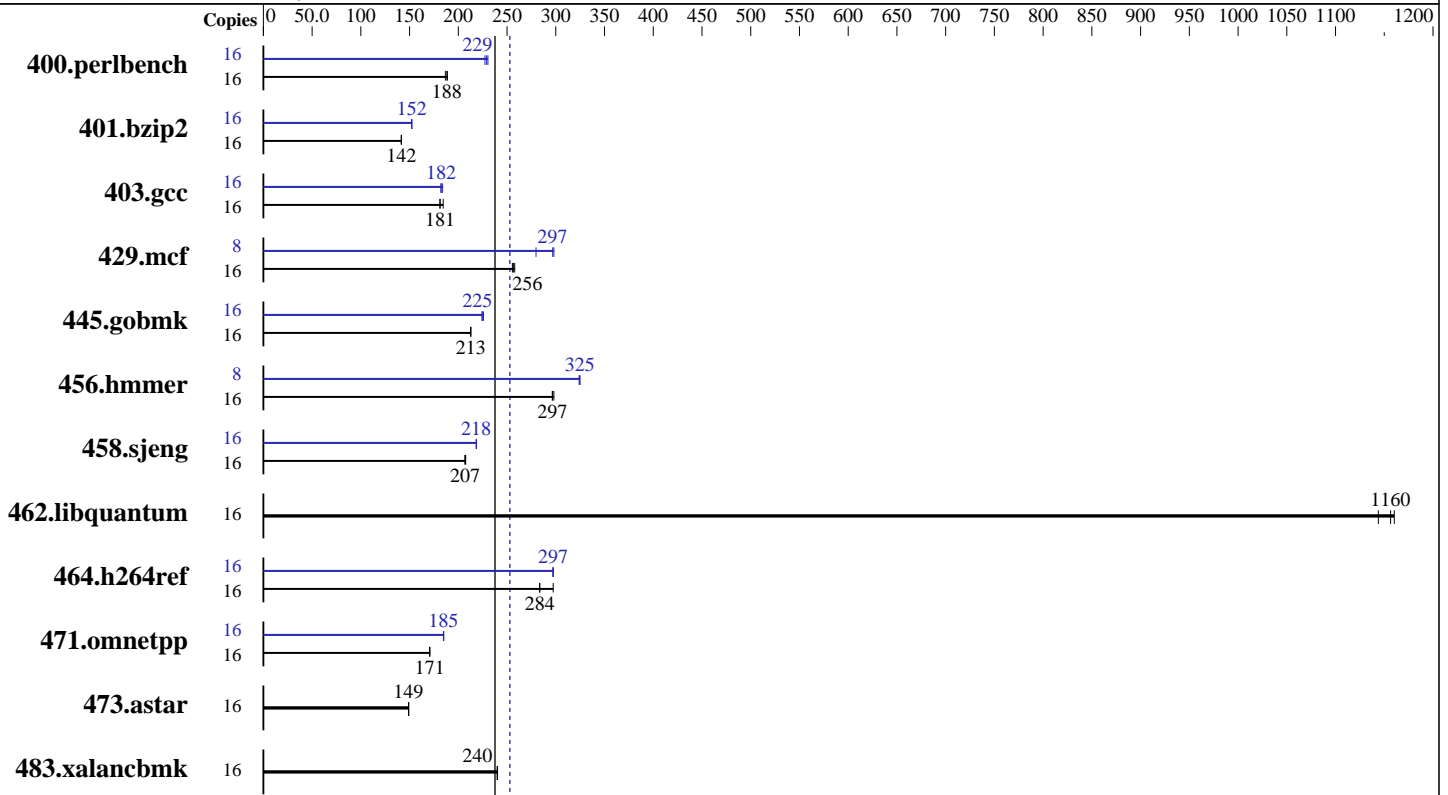 Copies 0 50.0 100 150 200 250 300 350 400 450 500 550 600 650 700 750 800 850 900 950 1000 1050 1100 1200
400.perlbench 16 229
16 188
401.bzip2 16 152
16 142
403.gcc 16 182
16 181
429.mcf 8 297
16 256
445.gobmk 16 225
16 213
456.hmmer 8 325
16 297
458.sjeng 16 218
16 207
462.libquantum 16 1160
464.h264ref 16 297
16 284
471.omnetpp 16 185
16 171
473.astar 16 149
483.xalancbmk 16 240